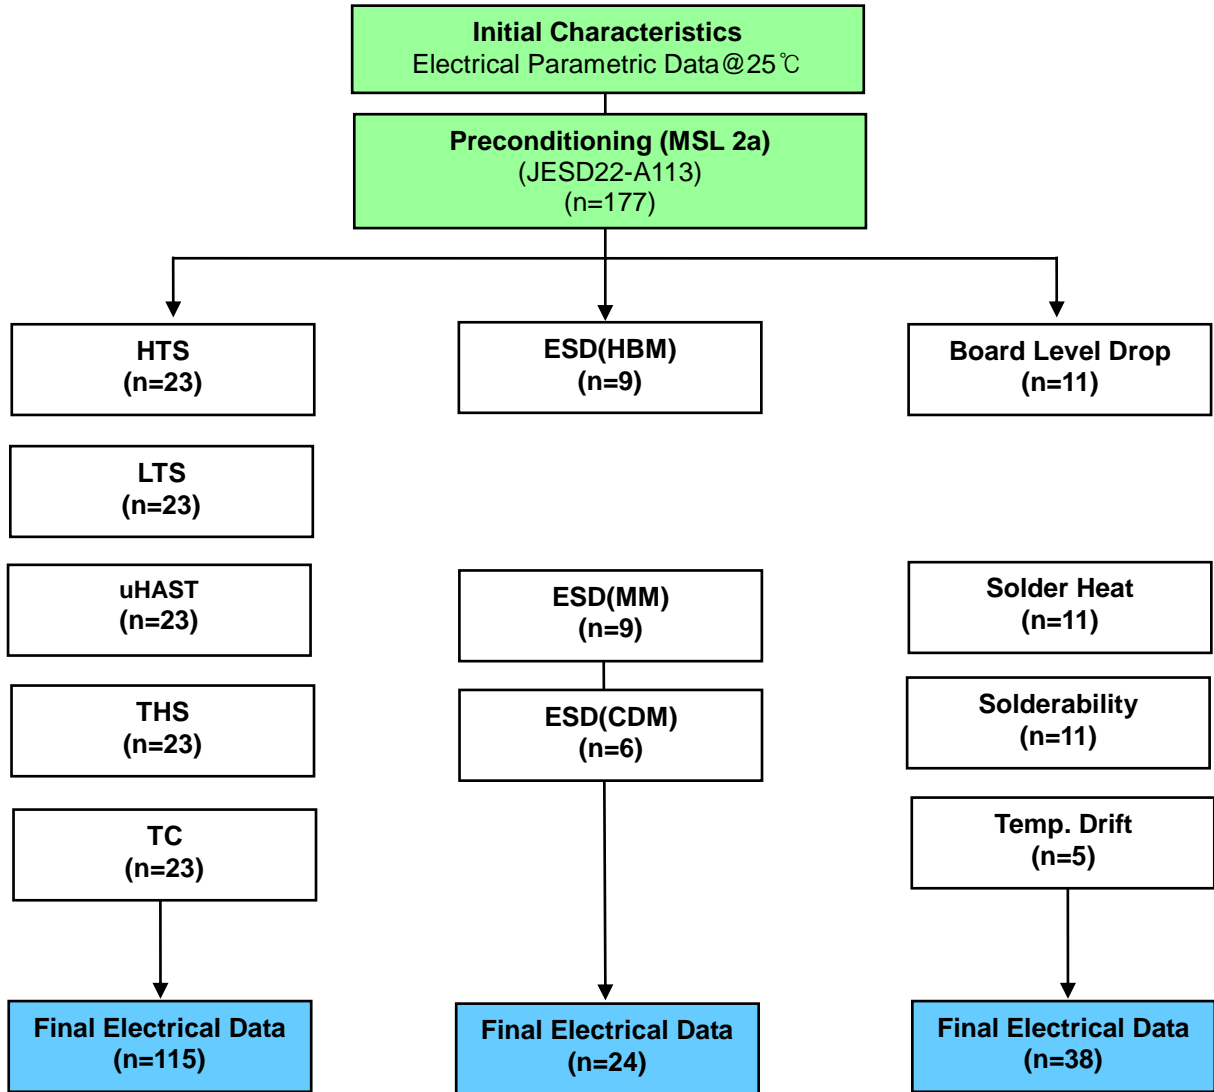 Initial Characteristics
Electrical Parametric Data@25℃
Preconditioning (MSL 2a)
(JESD22-A113)
(n=177)
HTS
(n=23)
ESD(HBM)
(n=9)
Board Level Drop
(n=11)
LTS
(n=23)
uHAST
(n=23)
ESD(MM)
(n=9)
Solder Heat
(n=11)
THS
(n=23)
ESD(CDM)
(n=6)
Solderability
(n=11)
TC
(n=23)
Temp. Drift
(n=5)
Final Electrical Data
(n=115)
Final Electrical Data
(n=24)
Final Electrical Data
(n=38)